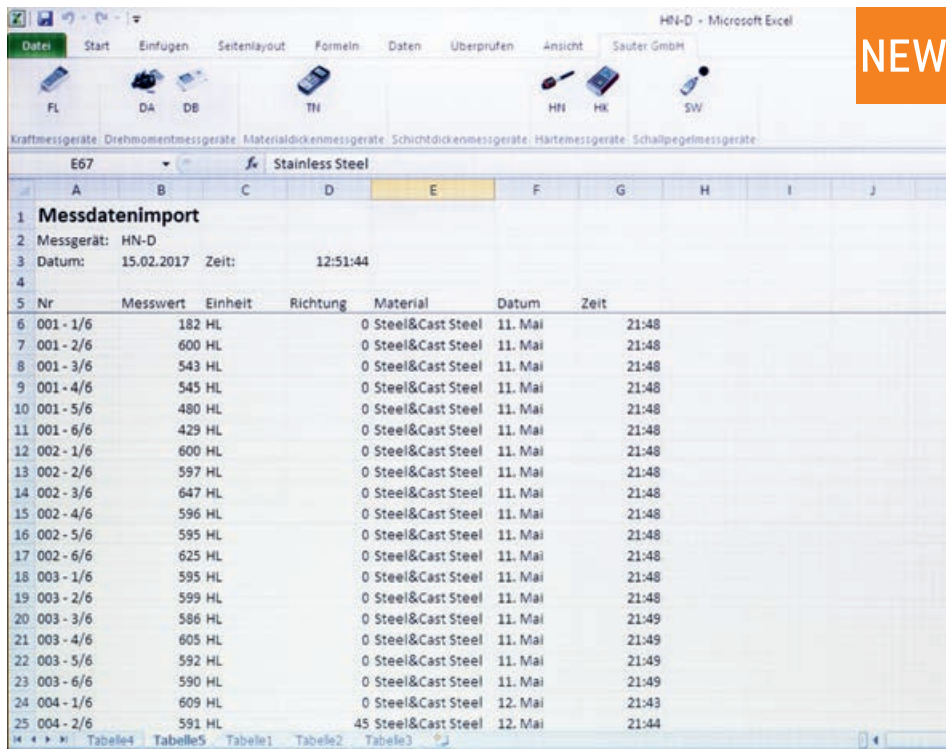 HN-D - Microsoft Excel
NEW
Datei Start Einfügen Seitenlayout Formeln Daten Überprüfen Ansicht Sauter GmbH
FL DA DB TN HN HK SW
Kraftmessgeräte Drehmomentmessgeräte Materialdickenmessgeräte Schichtdickenmessgeräte Härtemessgeräte Schallpegelmessgeräte
E67 fx Stainless Steel
A B C D E F G H I J
1 Messdatenimport
2 Messgerät: HN-D
3 Datum: 15.02.2017 Zeit: 12:51:44
4
5 Nr Messwert Einheit Richtung Material Datum Zeit
6 001 - 1/6 182 HL 0 Steel&Cast Steel 11. Mai 21:48
7 001 - 2/6 600 HL 0 Steel&Cast Steel 11. Mai 21:48
8 001 - 3/6 543 HL 0 Steel&Cast Steel 11. Mai 21:48
9 001 - 4/6 545 HL 0 Steel&Cast Steel 11. Mai 21:48
10 001 - 5/6 480 HL 0 Steel&Cast Steel 11. Mai 21:48
11 001 - 6/6 429 HL 0 Steel&Cast Steel 11. Mai 21:48
12 002 - 1/6 600 HL 0 Steel&Cast Steel 11. Mai 21:48
13 002 - 2/6 597 HL 0 Steel&Cast Steel 11. Mai 21:48
14 002 - 3/6 647 HL 0 Steel&Cast Steel 11. Mai 21:48
15 002 - 4/6 596 HL 0 Steel&Cast Steel 11. Mai 21:48
16 002 - 5/6 595 HL 0 Steel&Cast Steel 11. Mai 21:48
17 002 - 6/6 625 HL 0 Steel&Cast Steel 11. Mai 21:48
18 003 - 1/6 595 HL 0 Steel&Cast Steel 11. Mai 21:48
19 003 - 2/6 599 HL 0 Steel&Cast Steel 11. Mai 21:48
20 003 - 3/6 586 HL 0 Steel&Cast Steel 11. Mai 21:49
21 003 - 4/6 605 HL 0 Steel&Cast Steel 11. Mai 21:49
22 003 - 5/6 592 HL 0 Steel&Cast Steel 11. Mai 21:49
23 003 - 6/6 590 HL 0 Steel&Cast Steel 11. Mai 21:49
24 004 - 1/6 609 HL 0 Steel&Cast Steel 12. Mai 21:43
25 004 - 2/6 591 HL 45 Steel&Cast Steel 12. Mai 21:44
Tabelle4 Tabelle5 Tabelle1 Tabelle2 Tabelle3